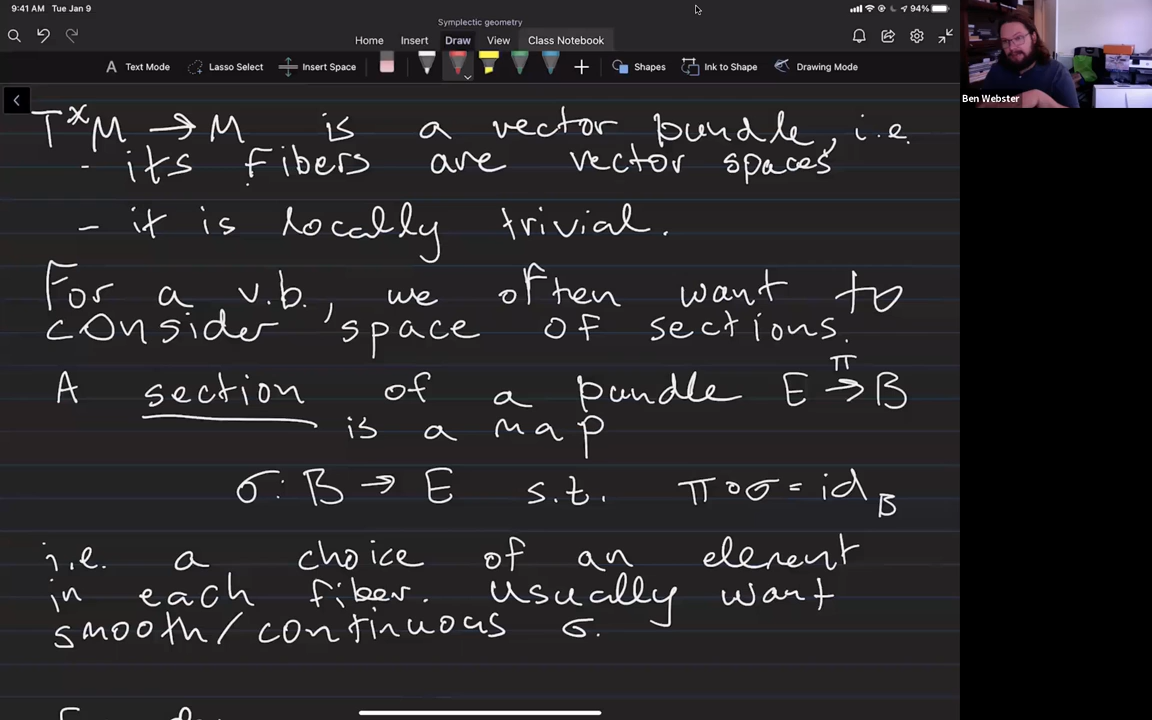 9:41 AM Tue Jan 9
94%
Symplectic geometry
Home Insert Draw View Class Notebook
Text Mode Lasso Select Insert Space Shapes Ink to Shape Drawing Mode
Ben Webster
T*M → M is a vector bundle, i.e.
- its fibers are vector spaces
- it is locally trivial.
For a v.b., we often want to
consider space of sections.
A section of a bundle E →π B
is a map
σ: B → E s.t. π∘σ = id_B
i.e. a choice of an element
in each fiber. Usually want
smooth/continuous σ.